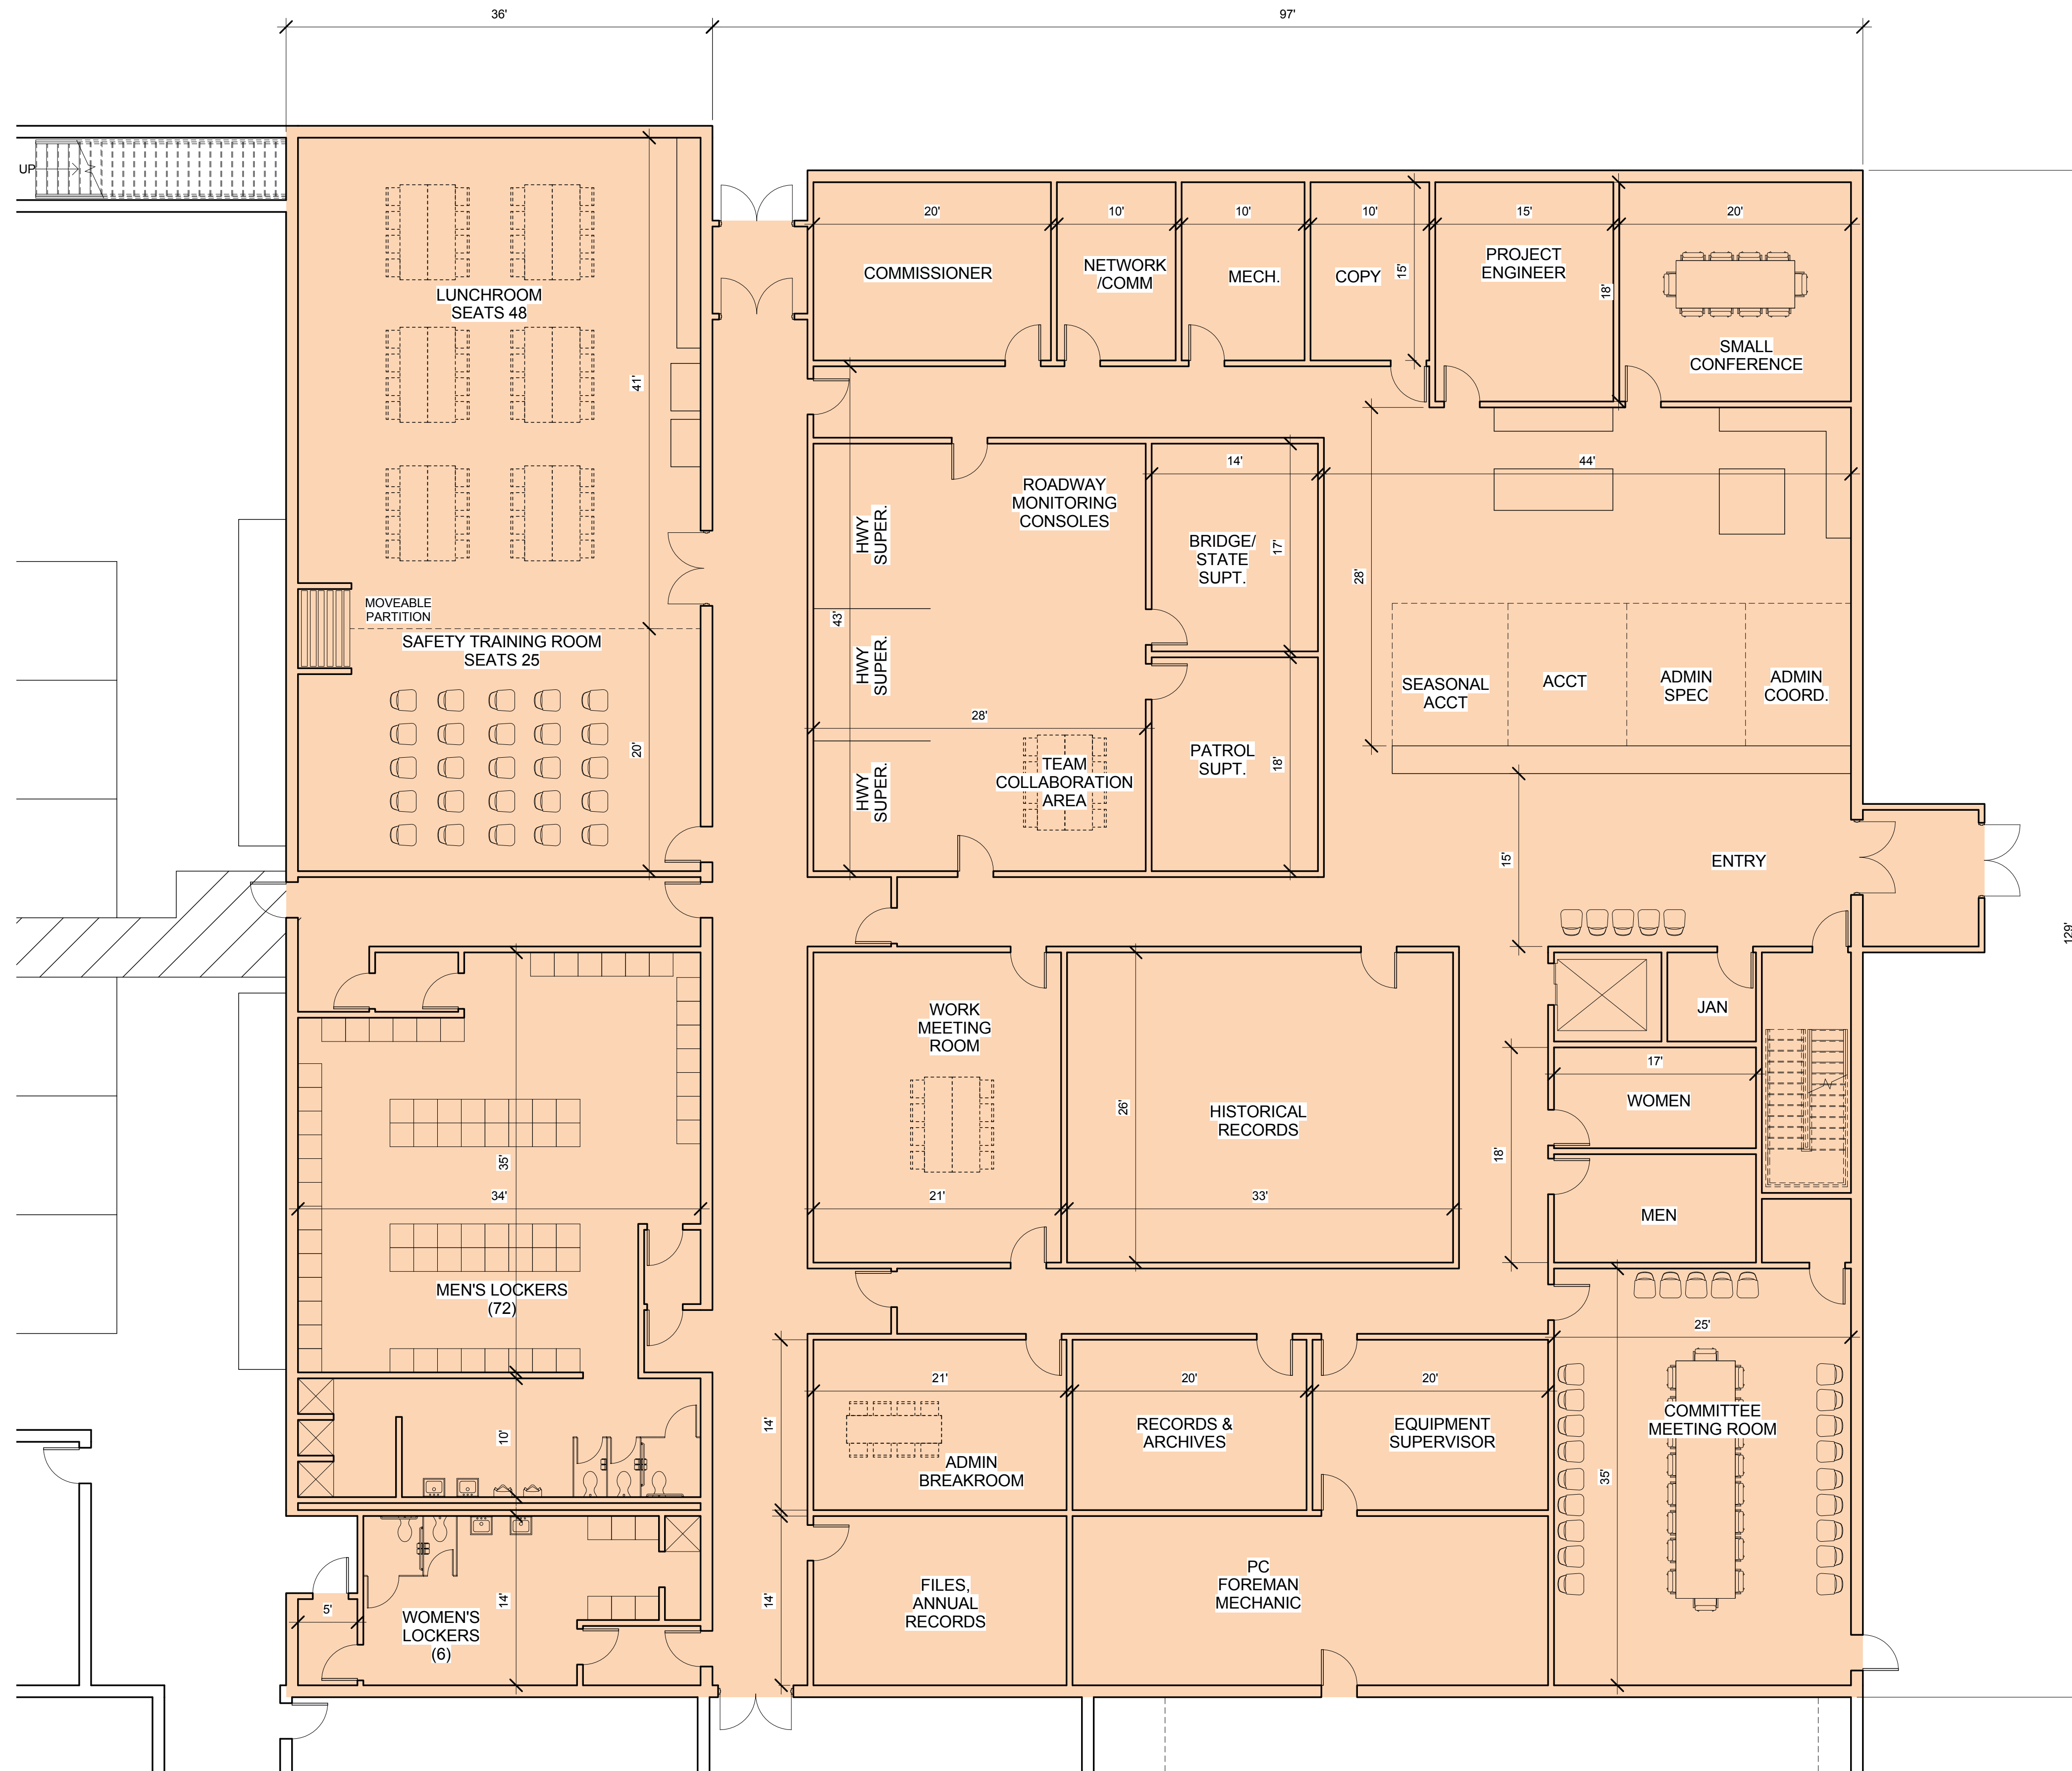 36'
97'
UP
20'
10'
10'
10'
15'
20'
COMMISSIONER
NETWORK
/COMM
MECH.
COPY
15'
PROJECT
ENGINEER
18'
SMALL
CONFERENCE
LUNCHROOM
SEATS 48
41'
MOVEABLE
PARTITION
SAFETY TRAINING ROOM
SEATS 25
20'
HWY
SUPER.
HWY
SUPER.
HWY
SUPER.
43'
ROADWAY
MONITORING
CONSOLES
28'
TEAM
COLLABORATION
AREA
14'
BRIDGE/
STATE
SUPT.
17'
PATROL
SUPT.
18'
44'
28'
SEASONAL
ACCT
ACCT
ADMIN
SPEC
ADMIN
COORD.
15'
ENTRY
129'
WORK
MEETING
ROOM
21'
26'
HISTORICAL
RECORDS
33'
JAN
17'
WOMEN
18'
MEN
35'
34'
MEN'S LOCKERS
(72)
10'
14'
5'
WOMEN'S
LOCKERS
(6)
14'
21'
ADMIN
BREAKROOM
20'
RECORDS &
ARCHIVES
20'
EQUIPMENT
SUPERVISOR
25'
COMMITTEE
MEETING ROOM
35'
14'
FILES,
ANNUAL
RECORDS
PC
FOREMAN
MECHANIC